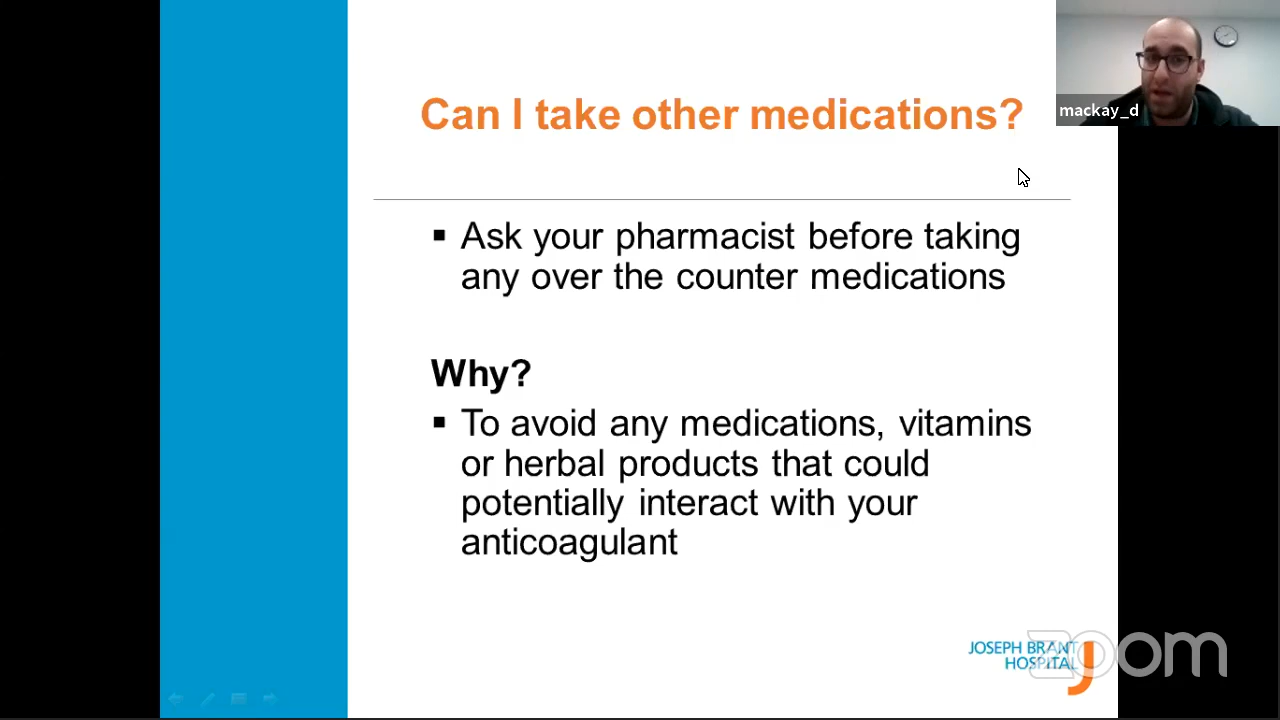 Can I take other medications?
mackay_d
▪ Ask your pharmacist before taking
any over the counter medications
Why?
▪ To avoid any medications, vitamins
or herbal products that could
potentially interact with your
anticoagulant
JOSEPH BRANT
HOSPITAL
zoom